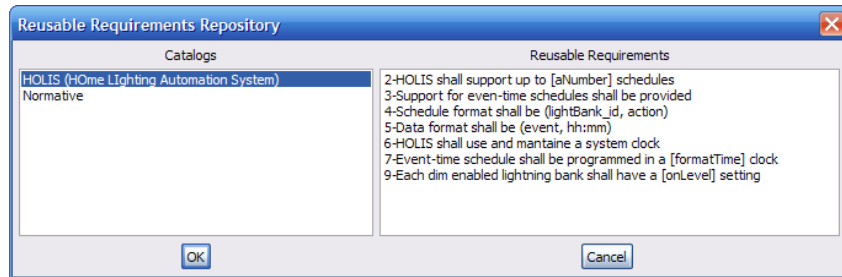 Reusable Requirements Repository
Catalogs
HOLIS (HOme LIghting Automation System)
Normative
Reusable Requirements
2-HOLIS shall support up to [aNumber] schedules
3-Support for even-time schedules shall be provided
4-Schedule format shall be (lightBank_id, action)
5-Data format shall be (event, hh:mm)
6-HOLIS shall use and mantaine a system clock
7-Event-time schedule shall be programmed in a [formatTime] clock
9-Each dim enabled lightning bank shall have a [onLevel] setting
OK
Cancel